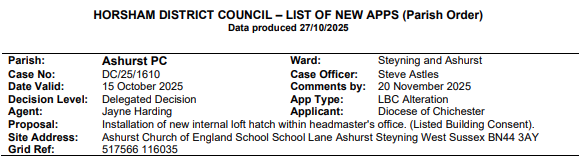 HORSHAM DISTRICT COUNCIL – LIST OF NEW APPS (Parish Order)
Data produced 27/10/2025
Parish: Ashurst PC Ward: Steyning and Ashurst
Case No: DC/25/1610 Case Officer: Steve Astles
Date Valid: 15 October 2025 Comments by: 20 November 2025
Decision Level: Delegated Decision App Type: LBC Alteration
Agent: Jayne Harding Applicant: Diocese of Chichester
Proposal: Installation of new internal loft hatch within headmaster's office. (Listed Building Consent).
Site Address: Ashurst Church of England School School Lane Ashurst Steyning West Sussex BN44 3AY
Grid Ref: 517566 116035